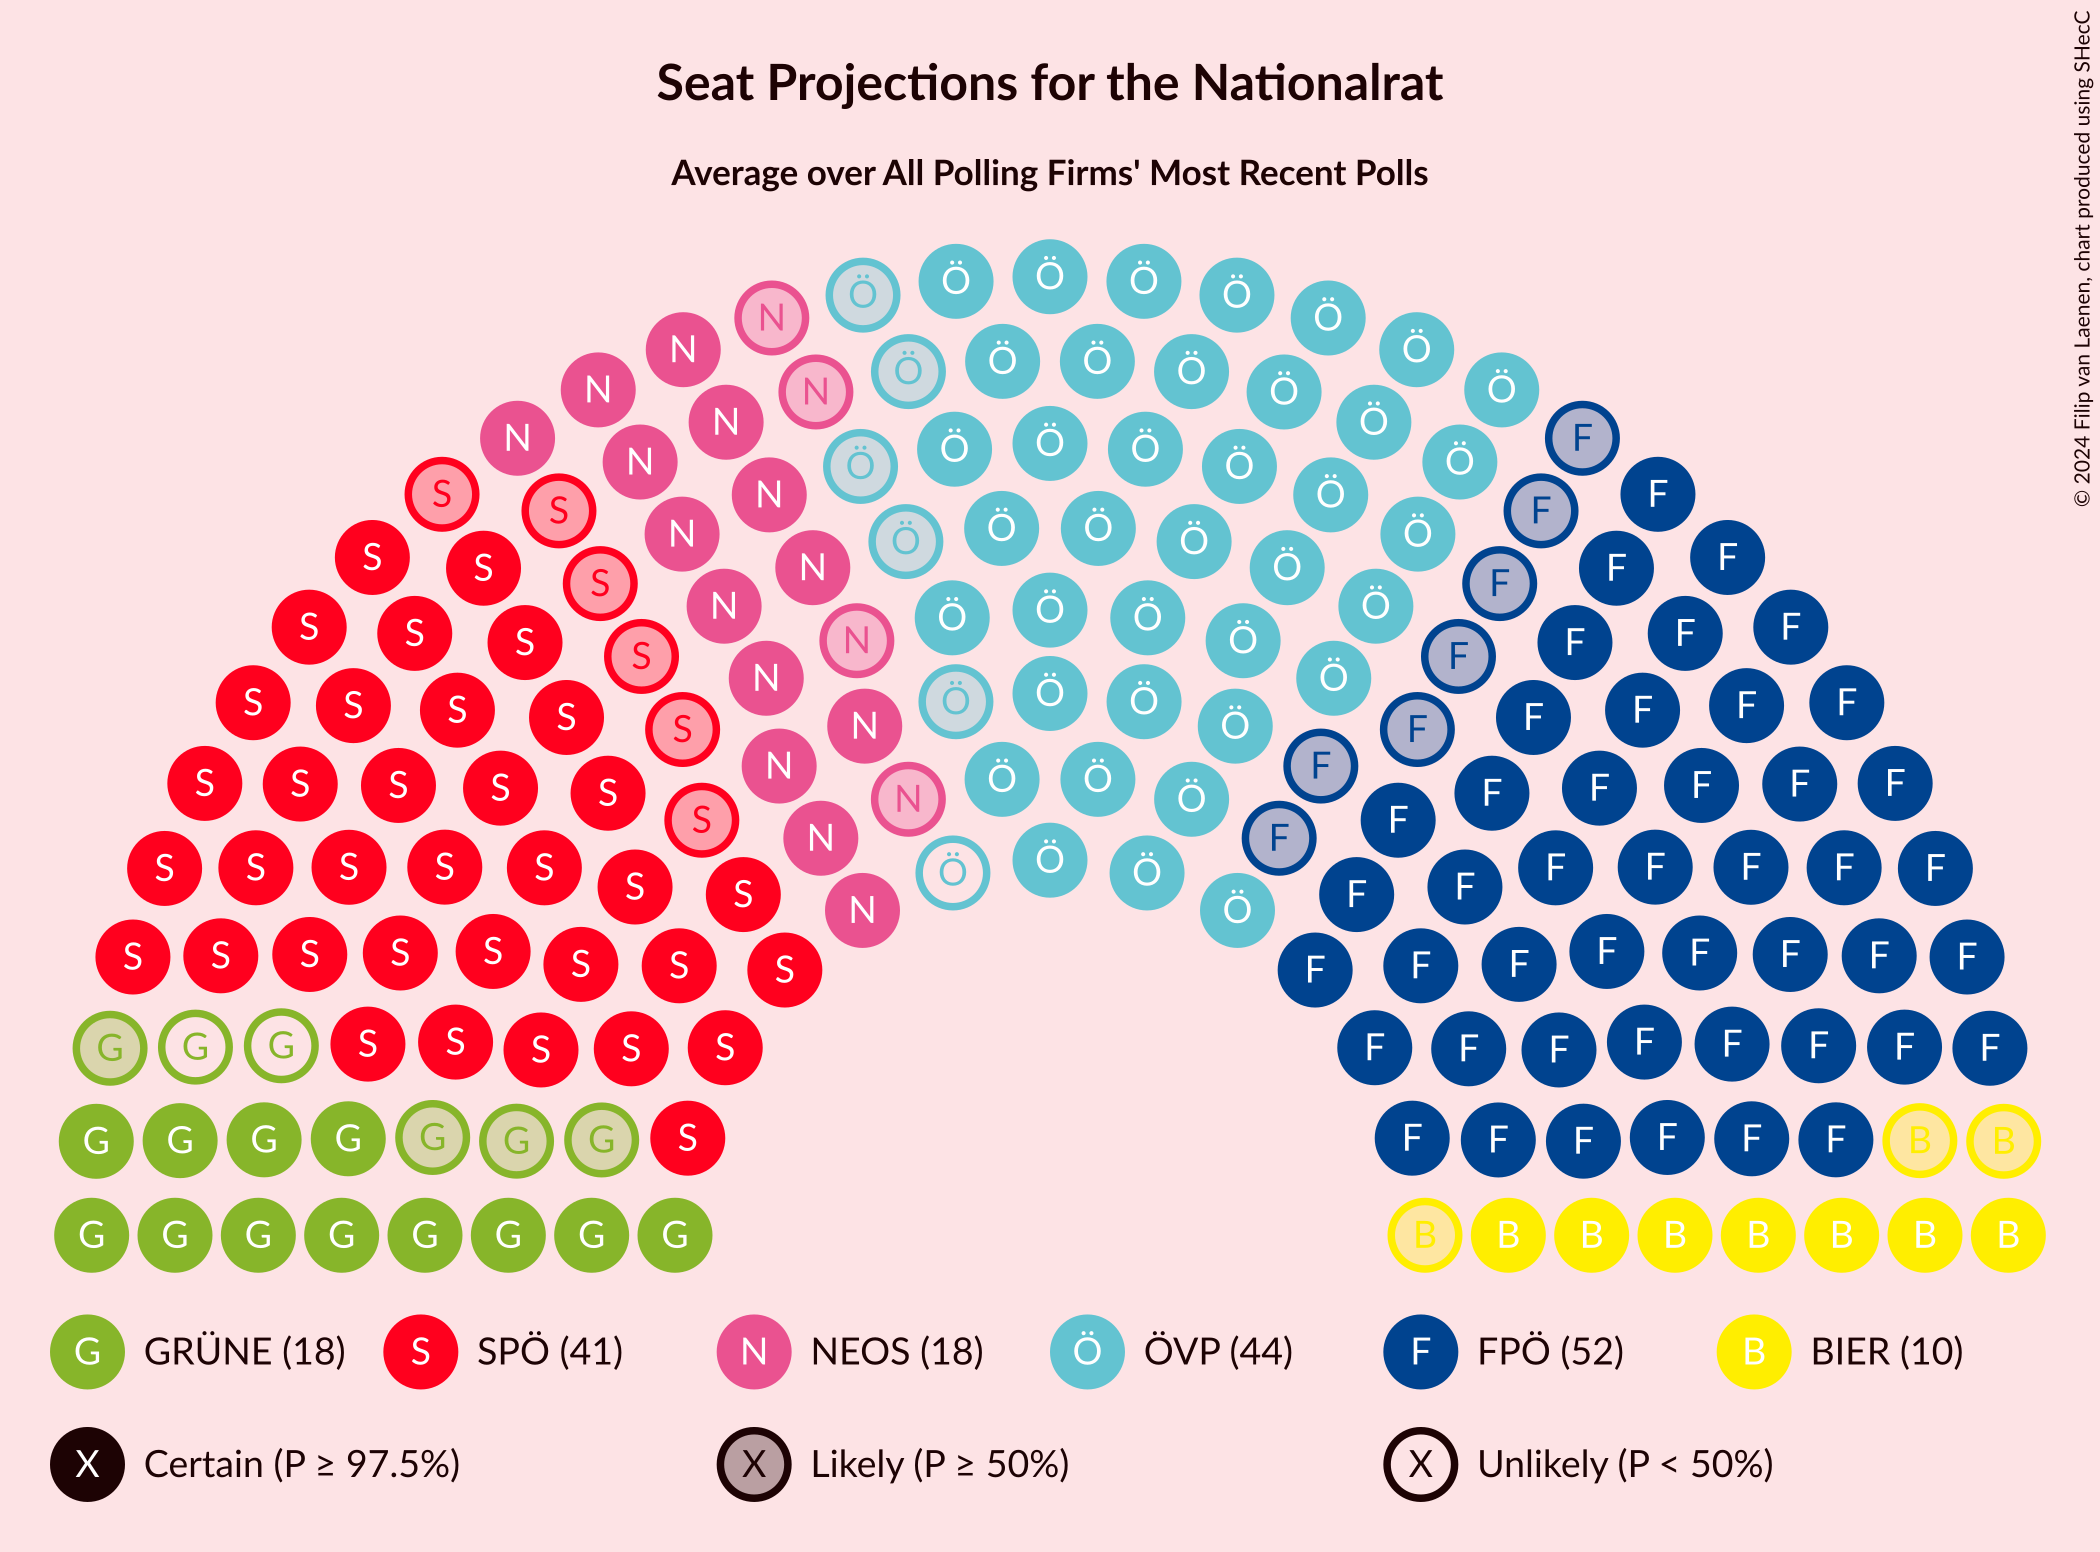 Seat Projections for the Nationalrat
Average over All Polling Firms' Most Recent Polls
© 2024 Filip van Laenen, chart produced using SHecC
Ö Ö Ö Ö Ö
N Ö
N Ö
N Ö Ö Ö Ö Ö
N N Ö Ö
N N Ö F
N Ö Ö Ö Ö Ö
S N Ö F
S S N N Ö Ö Ö F F
S S N Ö Ö Ö Ö Ö F F
S S N Ö F F
S S N Ö Ö Ö Ö Ö F F
S S S N Ö F F F
S S N Ö F F
S S S S N Ö Ö Ö Ö F F F F
S S S S N F F F F
S S S S S N Ö Ö Ö F F F F F
S S N Ö F F
S S S S S Ö F F F F F
S S Ö Ö F F
N Ö
S S S S S S S S F F F F F F F F
G G G S S S S S F F F F F F F F
G G G G G G G S F F F F F F B B
G G G G G G G G B B B B B B B B
G GRÜNE (18) S SPÖ (41) N NEOS (18) Ö ÖVP (44) F FPÖ (52) B BIER (10)
X Certain (P ≥ 97.5%) X Likely (P ≥ 50%) X Unlikely (P < 50%)